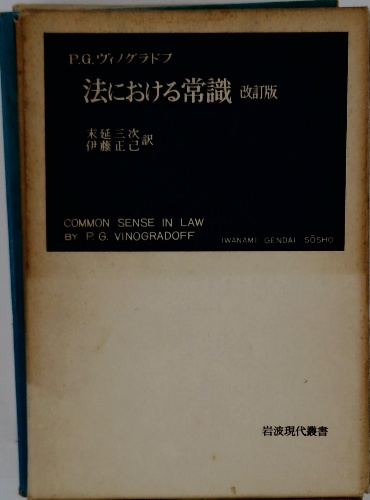 P.G.ヴィノグラドフ
法における常識 改訂版
末延三次
伊藤正己 訳
COMMON SENSE IN LAW
BY P. G. VINOGRADOFF
IWANAMI GENDAI SŌSHO
岩波現代叢書